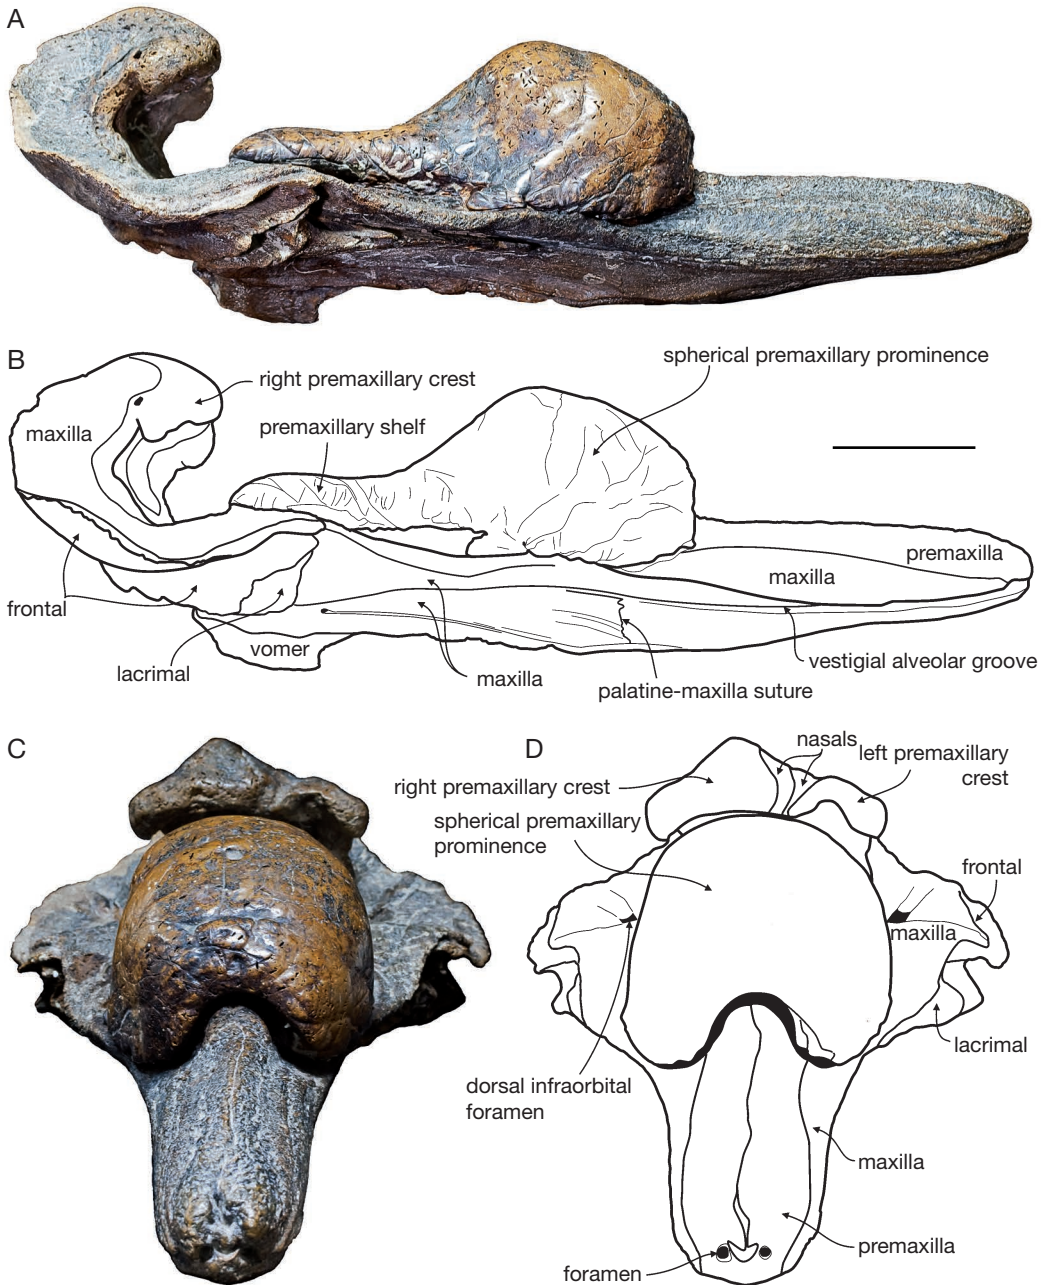 A
B
spherical premaxillary prominence
right premaxillary crest
maxilla
premaxillary shelf
premaxilla
maxilla
frontal
vomer
lacrimal
maxilla
vestigial alveolar groove
palatine-maxilla suture
C
D
nasals
left premaxillary
crest
right premaxillary crest
spherical premaxillary
prominence
frontal
maxilla
lacrimal
dorsal infraorbital
foramen
maxilla
premaxilla
foramen